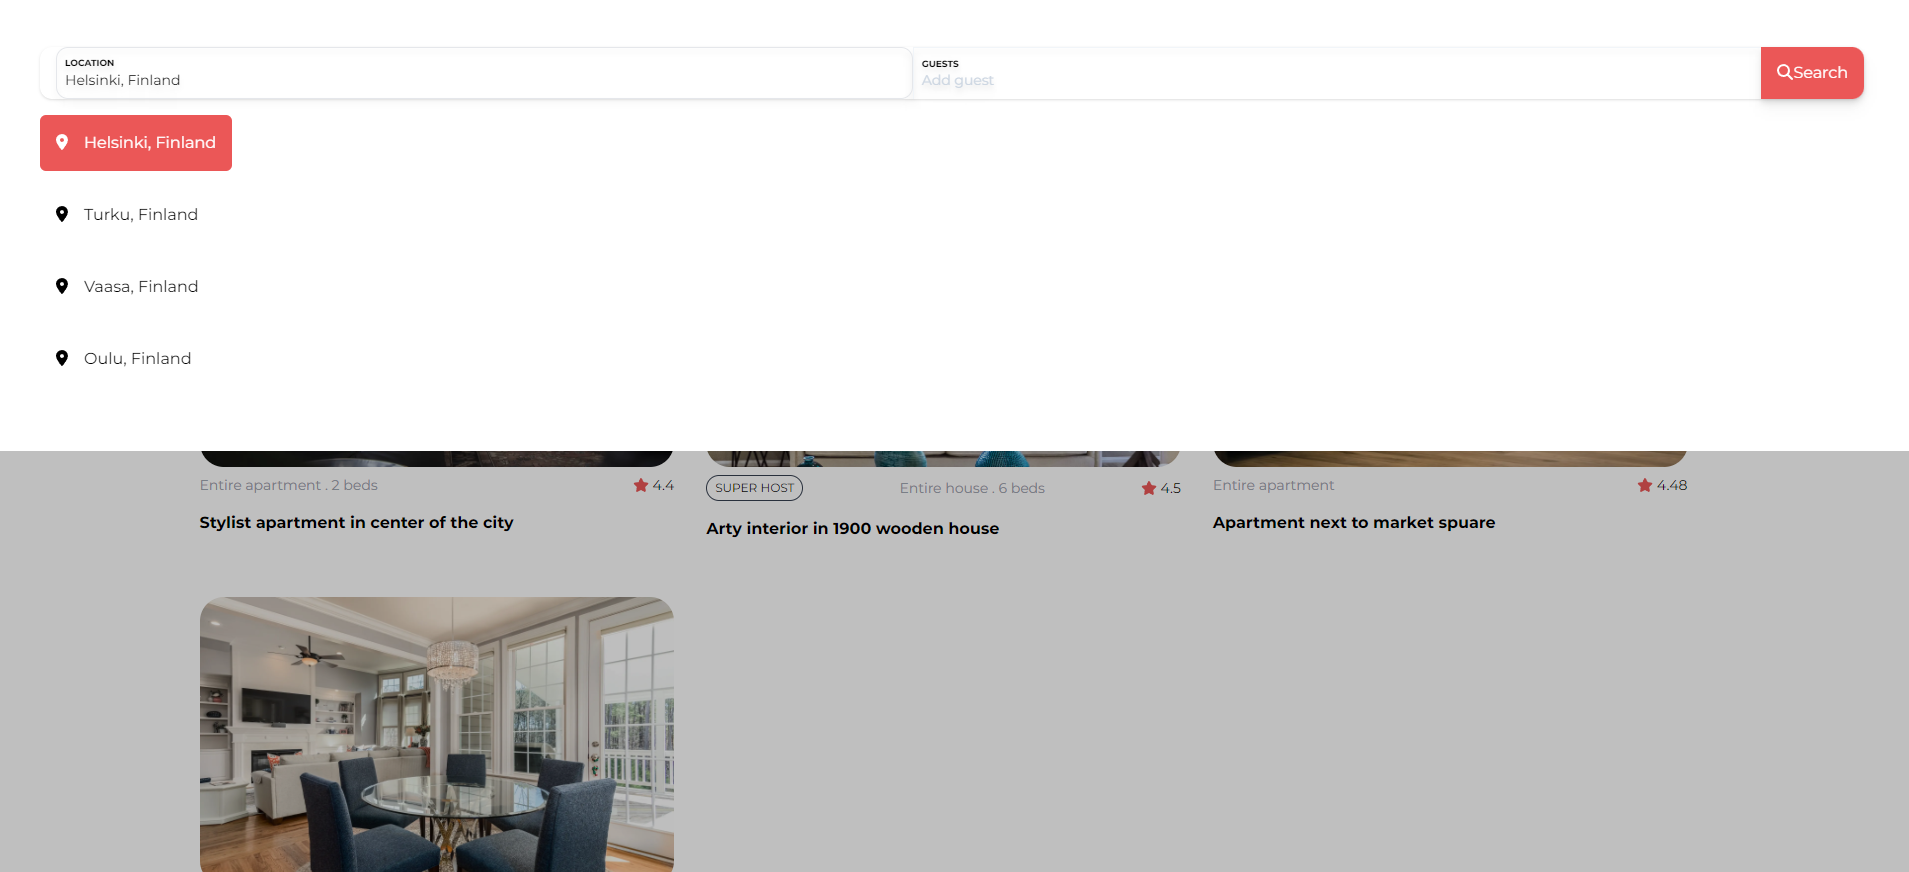 LOCATION
Helsinki, Finland
GUESTS
Add guest
Search
Helsinki, Finland
Turku, Finland
Vaasa, Finland
Oulu, Finland
Entire apartment . 2 beds
4.4
Stylist apartment in center of the city
SUPER HOST
Entire house . 6 beds
4.5
Arty interior in 1900 wooden house
Entire apartment
4.48
Apartment next to market spuare